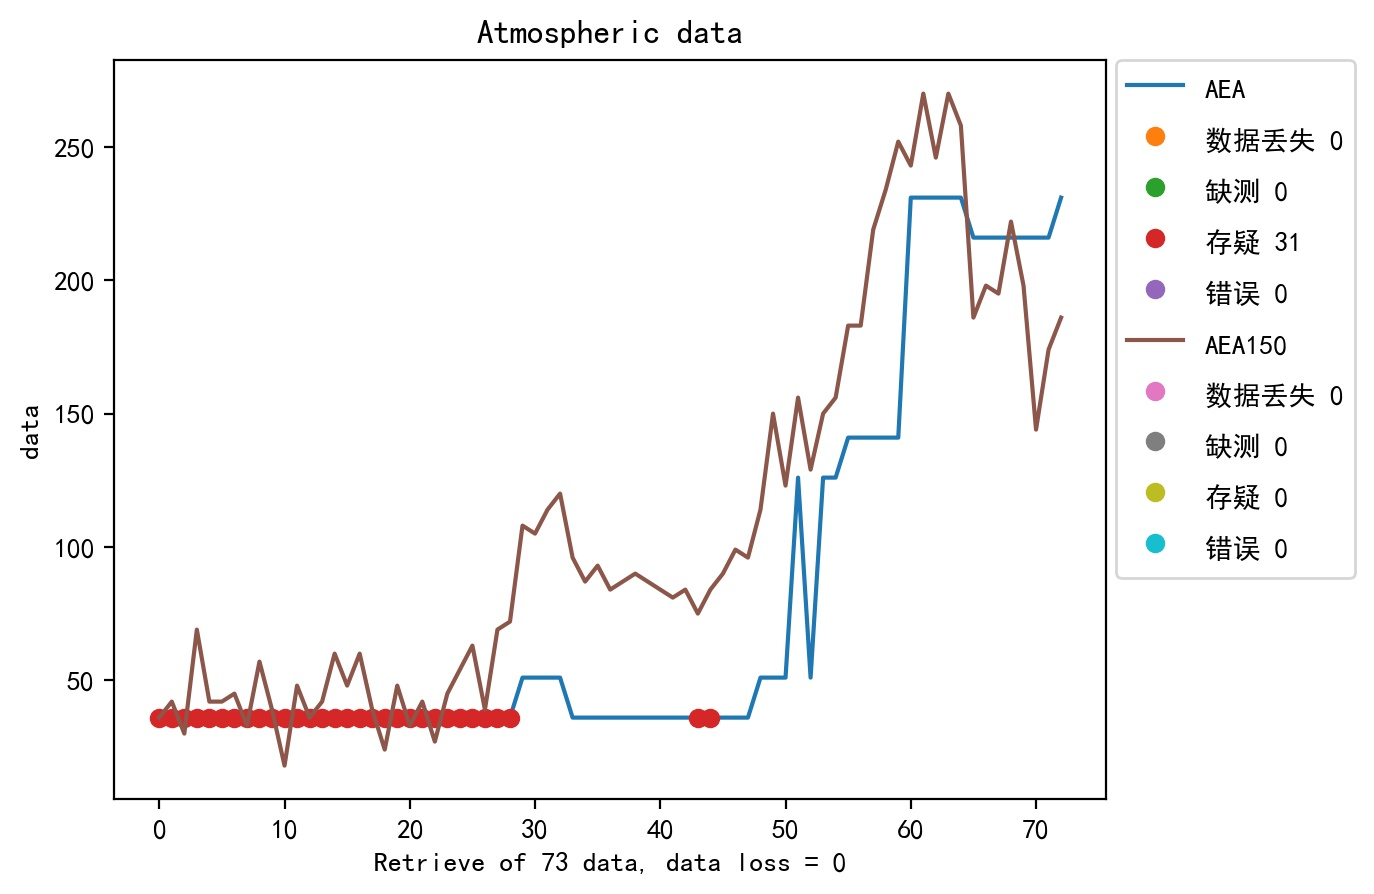 Atmospheric data
250
200
150
100
50
data
0 10 20 30 40 50 60 70
Retrieve of 73 data, data loss = 0
AEA
数据丢失 0
缺测 0
存疑 31
错误 0
AEA150
数据丢失 0
缺测 0
存疑 0
错误 0